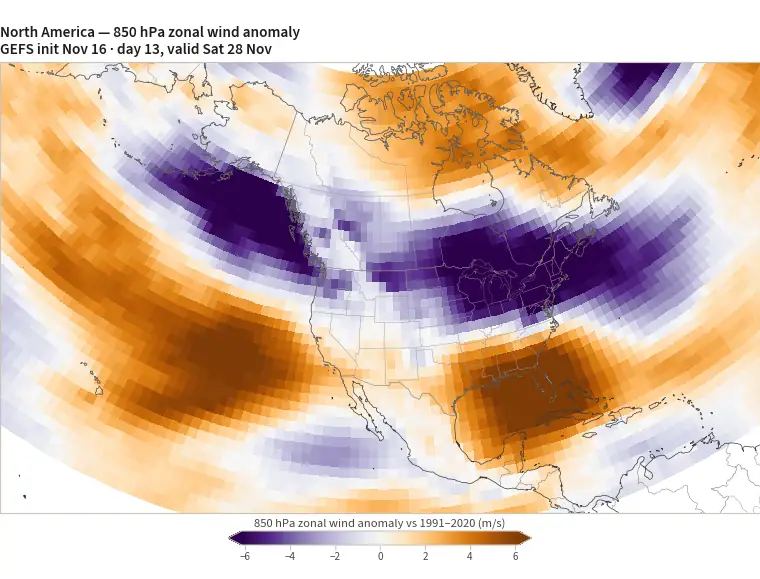 North America — 850 hPa zonal wind anomaly
GEFS init Nov 16 · day 13, valid Sat 28 Nov
850 hPa zonal wind anomaly vs 1991–2020 (m/s)
−6 −4 −2 0 2 4 6